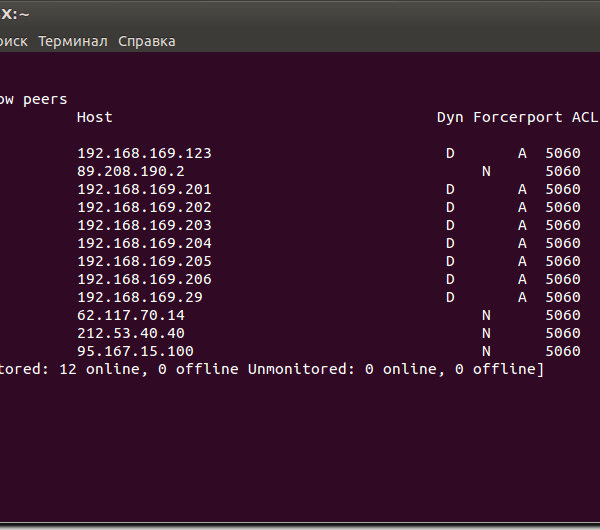 X:~
оиск Терминал Справка
ow peers
Host Dyn Forcerport ACL
192.168.169.123 D A 5060
89.208.190.2 N 5060
192.168.169.201 D A 5060
192.168.169.202 D A 5060
192.168.169.203 D A 5060
192.168.169.204 D A 5060
192.168.169.205 D A 5060
192.168.169.206 D A 5060
192.168.169.29 D A 5060
62.117.70.14 N 5060
212.53.40.40 N 5060
95.167.15.100 N 5060
tored: 12 online, 0 offline Unmonitored: 0 online, 0 offline]